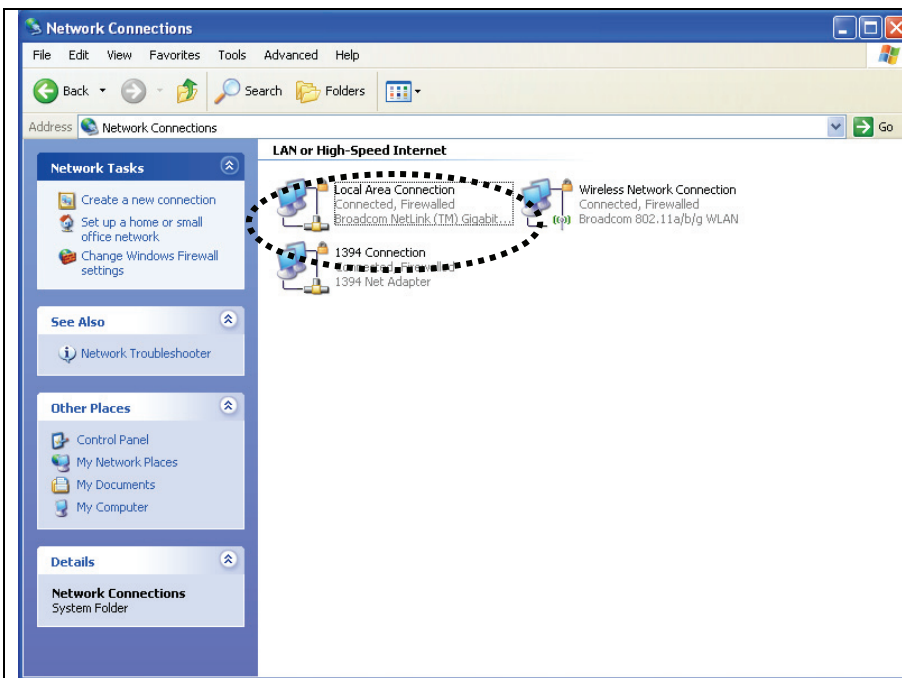 Network Connections
File Edit View Favorites Tools Advanced Help
Back Search Folders
Address Network Connections Go
Network Tasks
Create a new connection
Set up a home or small
office network
Change Windows Firewall
settings
See Also
Network Troubleshooter
Other Places
Control Panel
My Network Places
My Documents
My Computer
Details
Network Connections
System Folder
LAN or High-Speed Internet
Local Area Connection
Connected, Firewalled
Broadcom NetLink (TM) Gigabit...
Wireless Network Connection
Connected, Firewalled
Broadcom 802.11a/b/g WLAN
1394 Connection
Connected, Firewalled
1394 Net Adapter